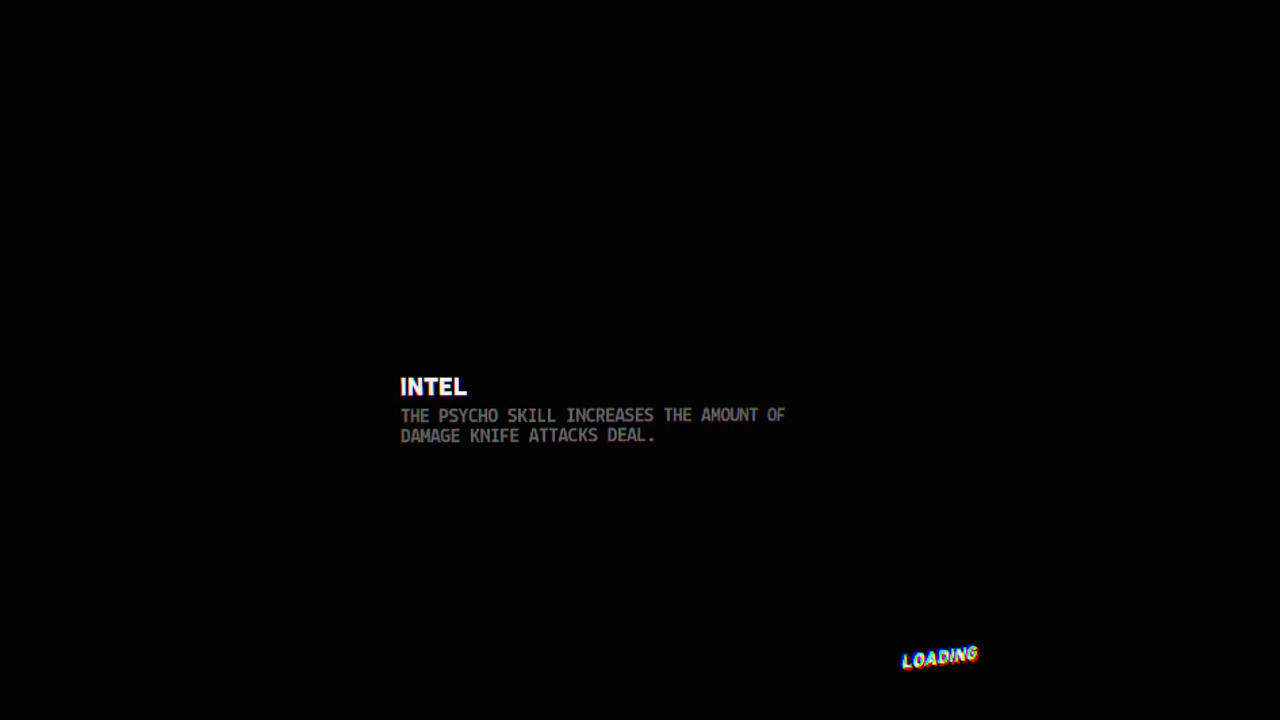 INTEL
THE PSYCHO SKILL INCREASES THE AMOUNT OF
DAMAGE KNIFE ATTACKS DEAL.
LOADING